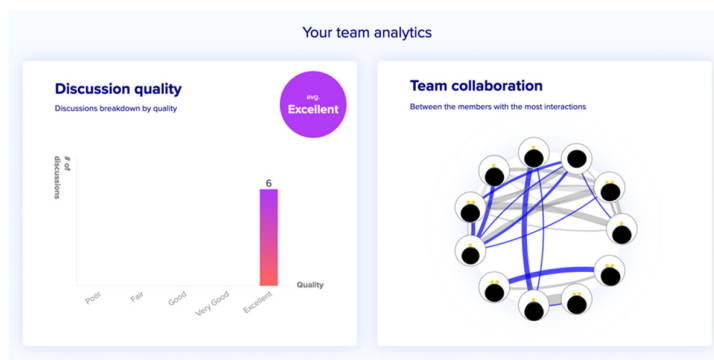 Your team analytics
Discussion quality
Discussions breakdown by quality
avg.
Excellent
# of
discussions
6
Poor
Fair
Good
Very Good
Excellent
Quality
Team collaboration
Between the members with the most interactions